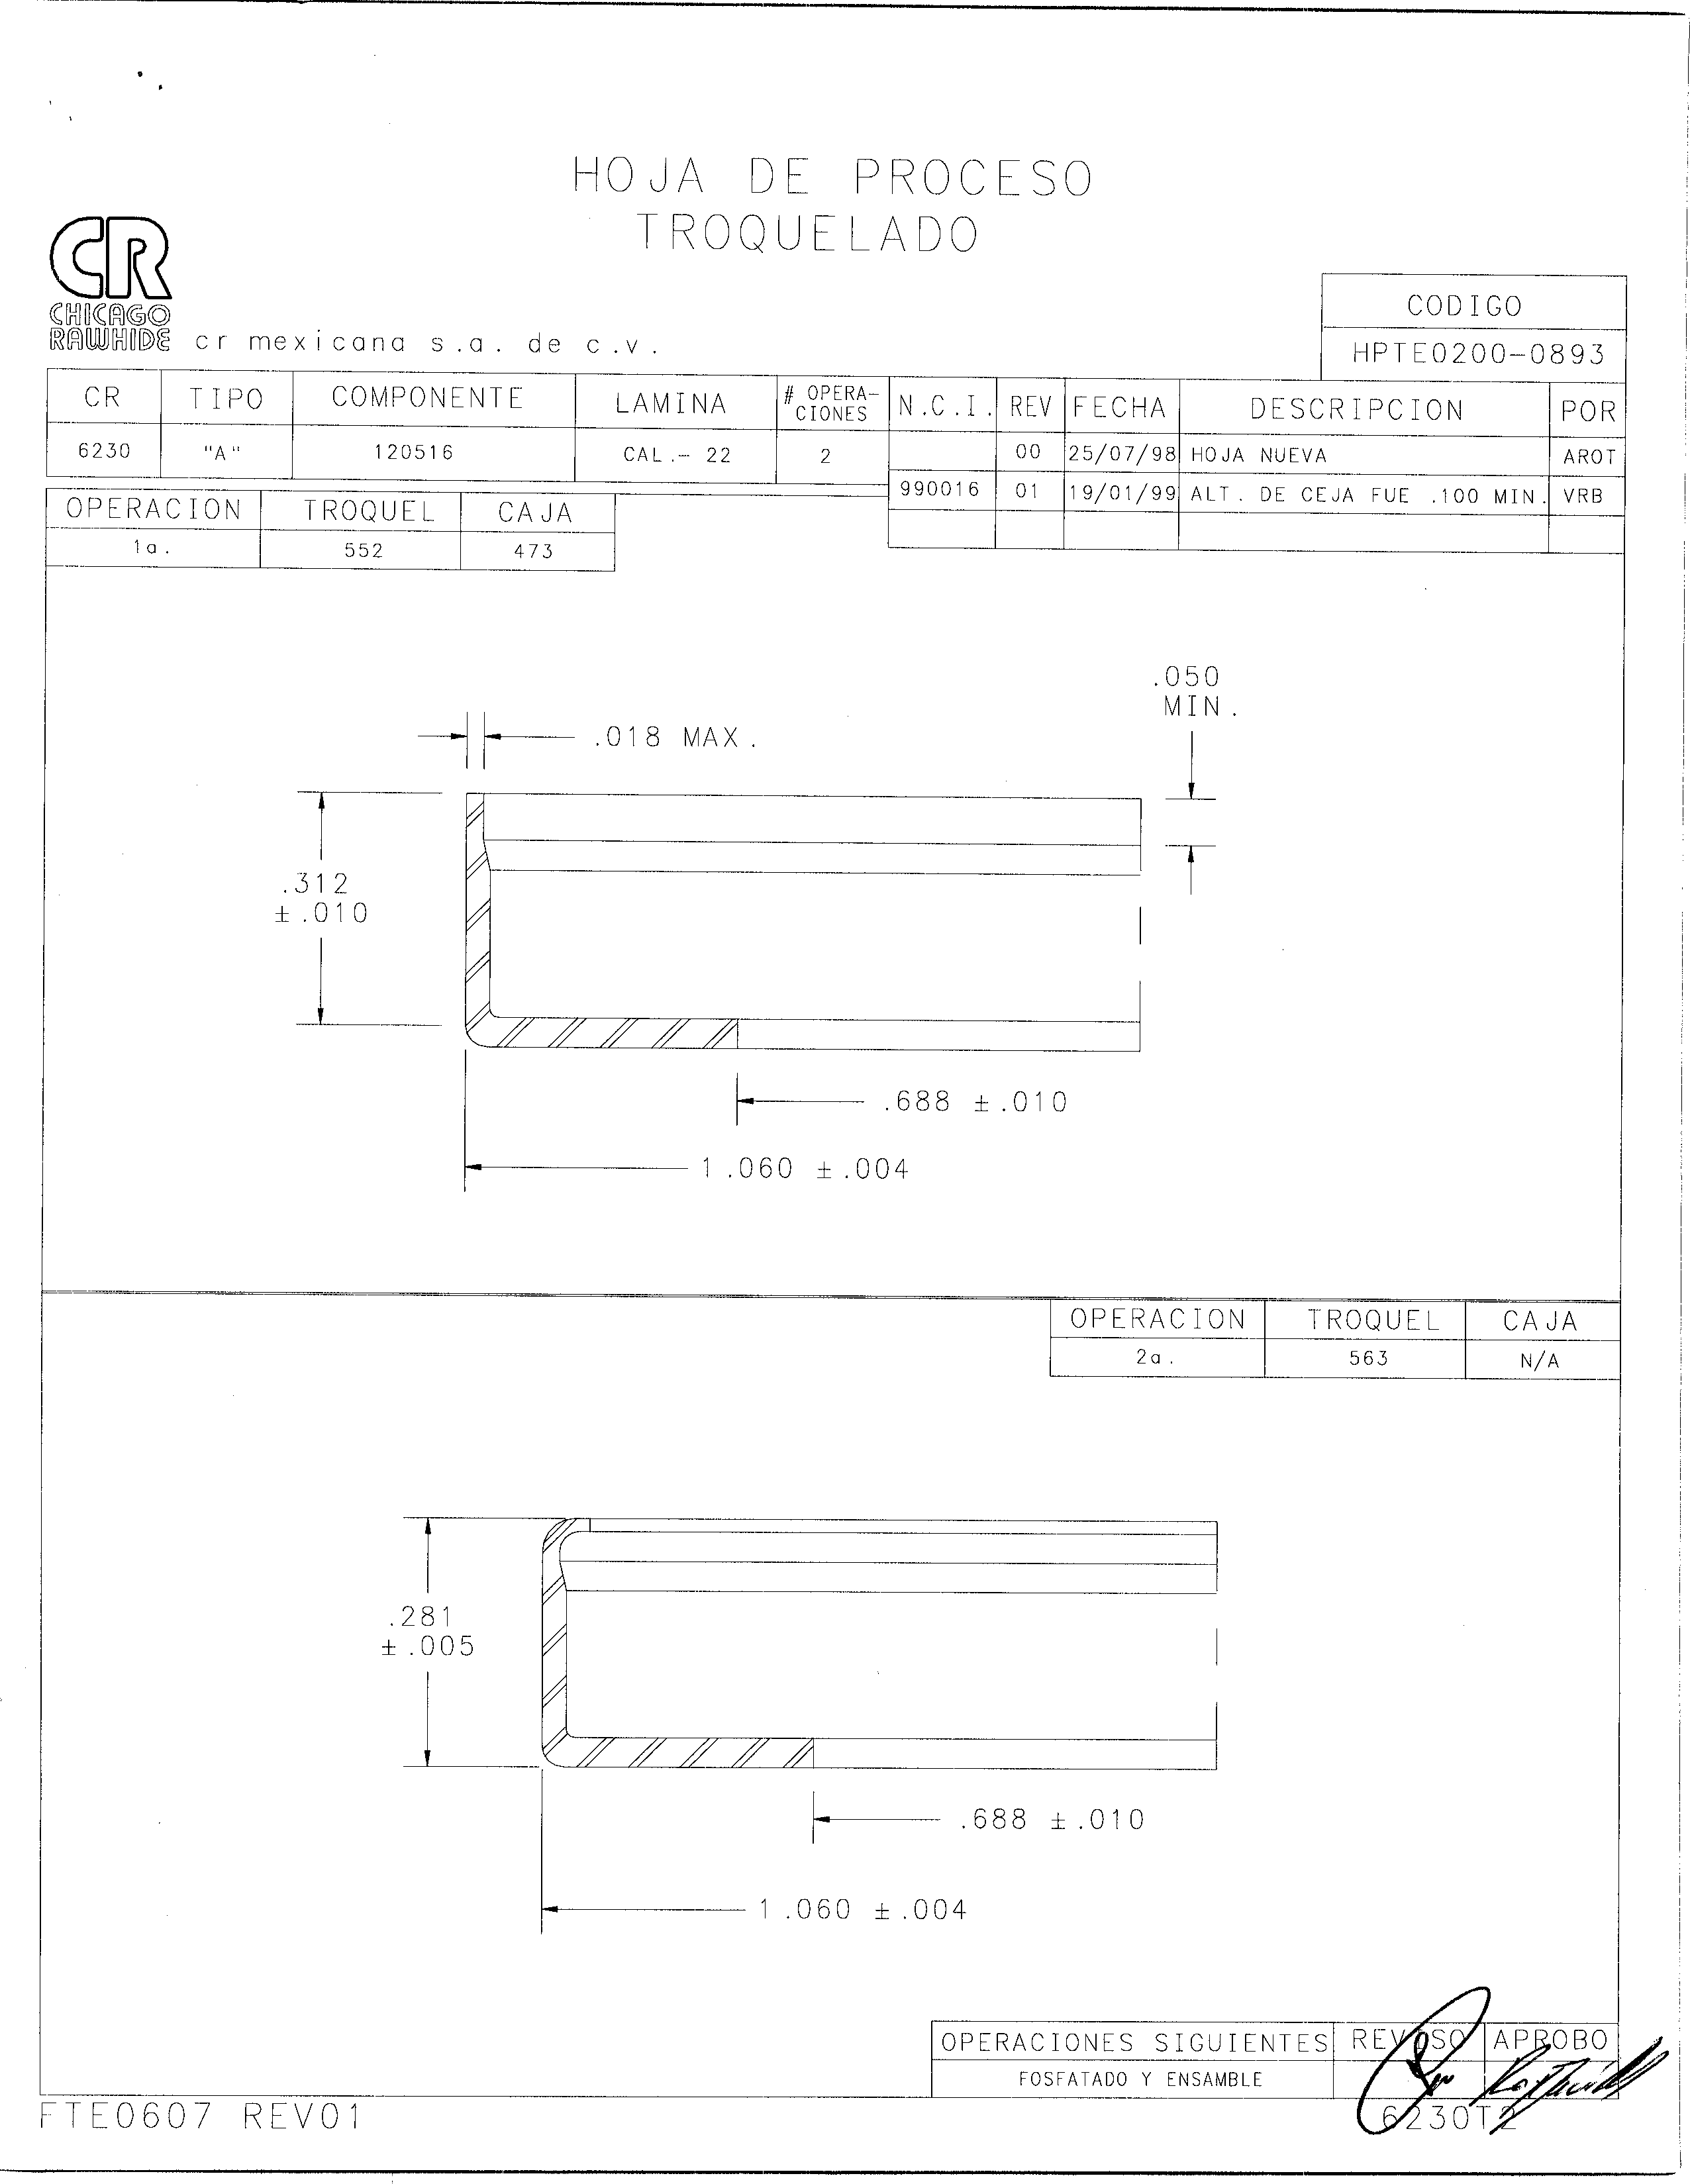 HOJA DE PROCESO
TROQUELADO
CR
CHICAGO
RAWHIDE
cr mexicana s.a. de c.v.
CODIGO
HPTE0200-0893
CR TIPO COMPONENTE LAMINA # OPERA-CIONES N.C.I. REV FECHA DESCRIPCION POR
6230 "A" 120516 CAL.- 22 2 00 25/07/98 HOJA NUEVA AROT
990016 01 19/01/99 ALT. DE CEJA FUE .100 MIN. VRB
OPERACION TROQUEL CAJA
1a. 552 473
.050
MIN.
.018 MAX.
.312
±.010
.688 ±.010
1.060 ±.004
OPERACION TROQUEL CAJA
2a. 563 N/A
.281
±.005
.688 ±.010
1.060 ±.004
OPERACIONES SIGUIENTES REVISO APROBO
FOSFATADO Y ENSAMBLE
FTE0607 REV01
6230T2